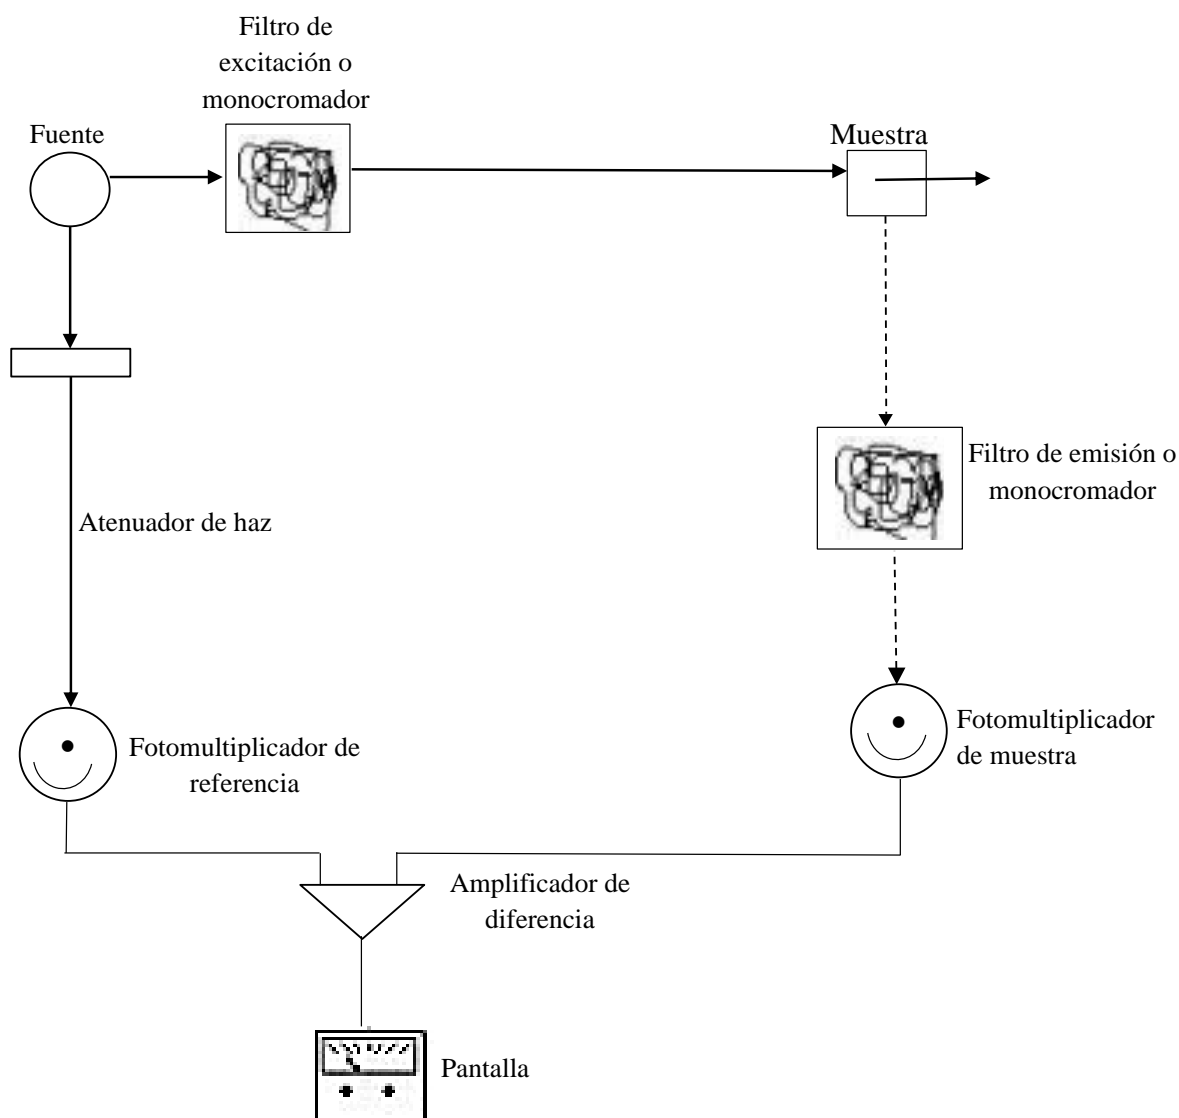 Filtro de
excitación o
monocromador
Fuente
Muestra
Filtro de emisión o
monocromador
Atenuador de haz
Fotomultiplicador de
referencia
Fotomultiplicador
de muestra
Amplificador de
diferencia
Pantalla